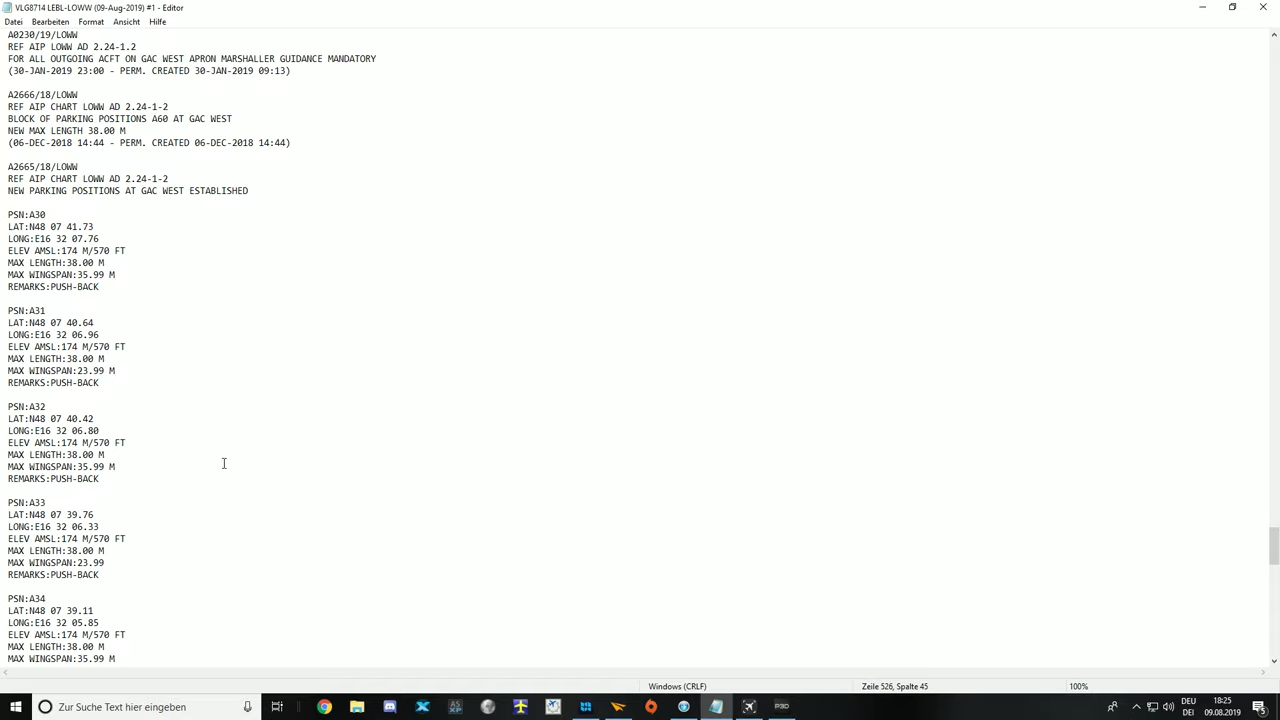 VLG8714 LEBL-LOWW (09-Aug-2019) #1 - Editor
Datei Bearbeiten Format Ansicht Hilfe
A0230/19/LOWW
REF AIP LOWW AD 2.24-1.2
FOR ALL OUTGOING ACFT ON GAC WEST APRON MARSHALLER GUIDANCE MANDATORY
(30-JAN-2019 23:00 - PERM. CREATED 30-JAN-2019 09:13)
A2666/18/LOWW
REF AIP CHART LOWW AD 2.24-1-2
BLOCK OF PARKING POSITIONS A60 AT GAC WEST
NEW MAX LENGTH 38.00 M
(06-DEC-2018 14:44 - PERM. CREATED 06-DEC-2018 14:44)
A2665/18/LOWW
REF AIP CHART LOWW AD 2.24-1-2
NEW PARKING POSITIONS AT GAC WEST ESTABLISHED
PSN:A30
LAT:N48 07 41.73
LONG:E16 32 07.76
ELEV AMSL:174 M/570 FT
MAX LENGTH:38.00 M
MAX WINGSPAN:35.99 M
REMARKS:PUSH-BACK
PSN:A31
LAT:N48 07 40.64
LONG:E16 32 06.96
ELEV AMSL:174 M/570 FT
MAX LENGTH:38.00 M
MAX WINGSPAN:23.99 M
REMARKS:PUSH-BACK
PSN:A32
LAT:N48 07 40.42
LONG:E16 32 06.80
ELEV AMSL:174 M/570 FT
MAX LENGTH:38.00 M
MAX WINGSPAN:35.99 M
REMARKS:PUSH-BACK
PSN:A33
LAT:N48 07 39.76
LONG:E16 32 06.33
ELEV AMSL:174 M/570 FT
MAX LENGTH:38.00 M
MAX WINGSPAN:23.99
REMARKS:PUSH-BACK
PSN:A34
LAT:N48 07 39.11
LONG:E16 32 05.85
ELEV AMSL:174 M/570 FT
MAX LENGTH:38.00 M
MAX WINGSPAN:35.99 M
Windows (CRLF) Zeile 526, Spalte 45 100%
Zur Suche Text hier eingeben
AS
XP
P3D
DEU 18:25
DEI 09.08.2019